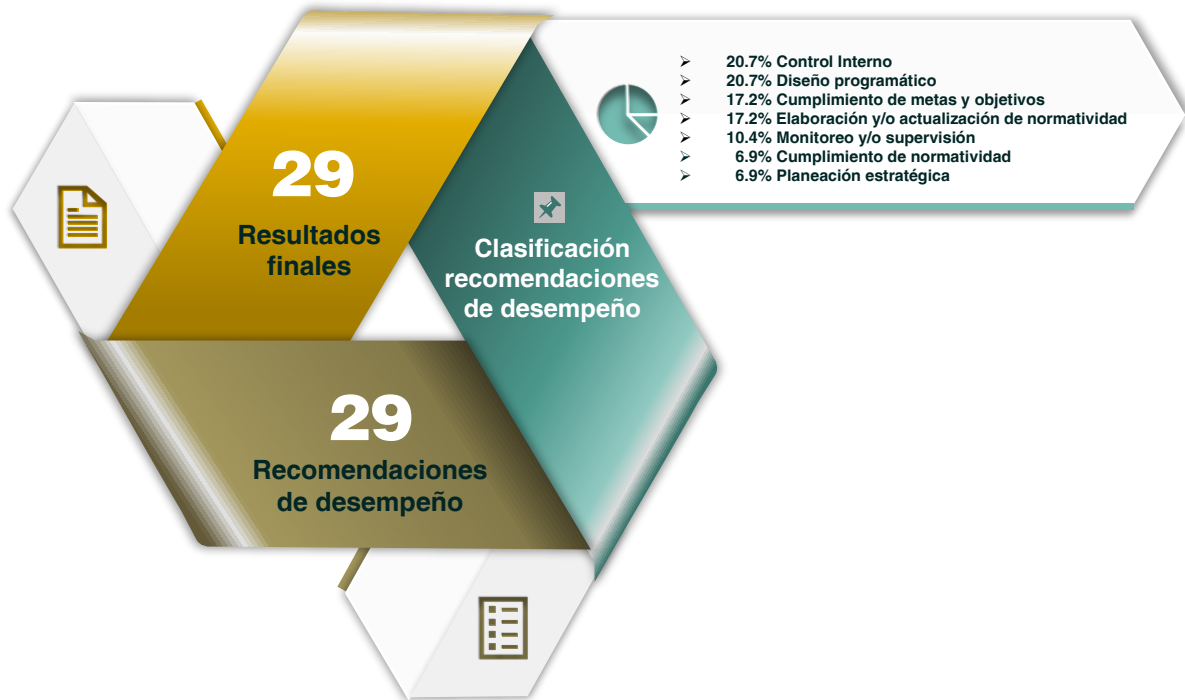 29
Resultados
finales
29
Recomendaciones
de desempeño
Clasificación
recomendaciones
de desempeño
➢ 20.7% Control Interno
➢ 20.7% Diseño programático
➢ 17.2% Cumplimiento de metas y objetivos
➢ 17.2% Elaboración y/o actualización de normatividad
➢ 10.4% Monitoreo y/o supervisión
➢ 6.9% Cumplimiento de normatividad
➢ 6.9% Planeación estratégica